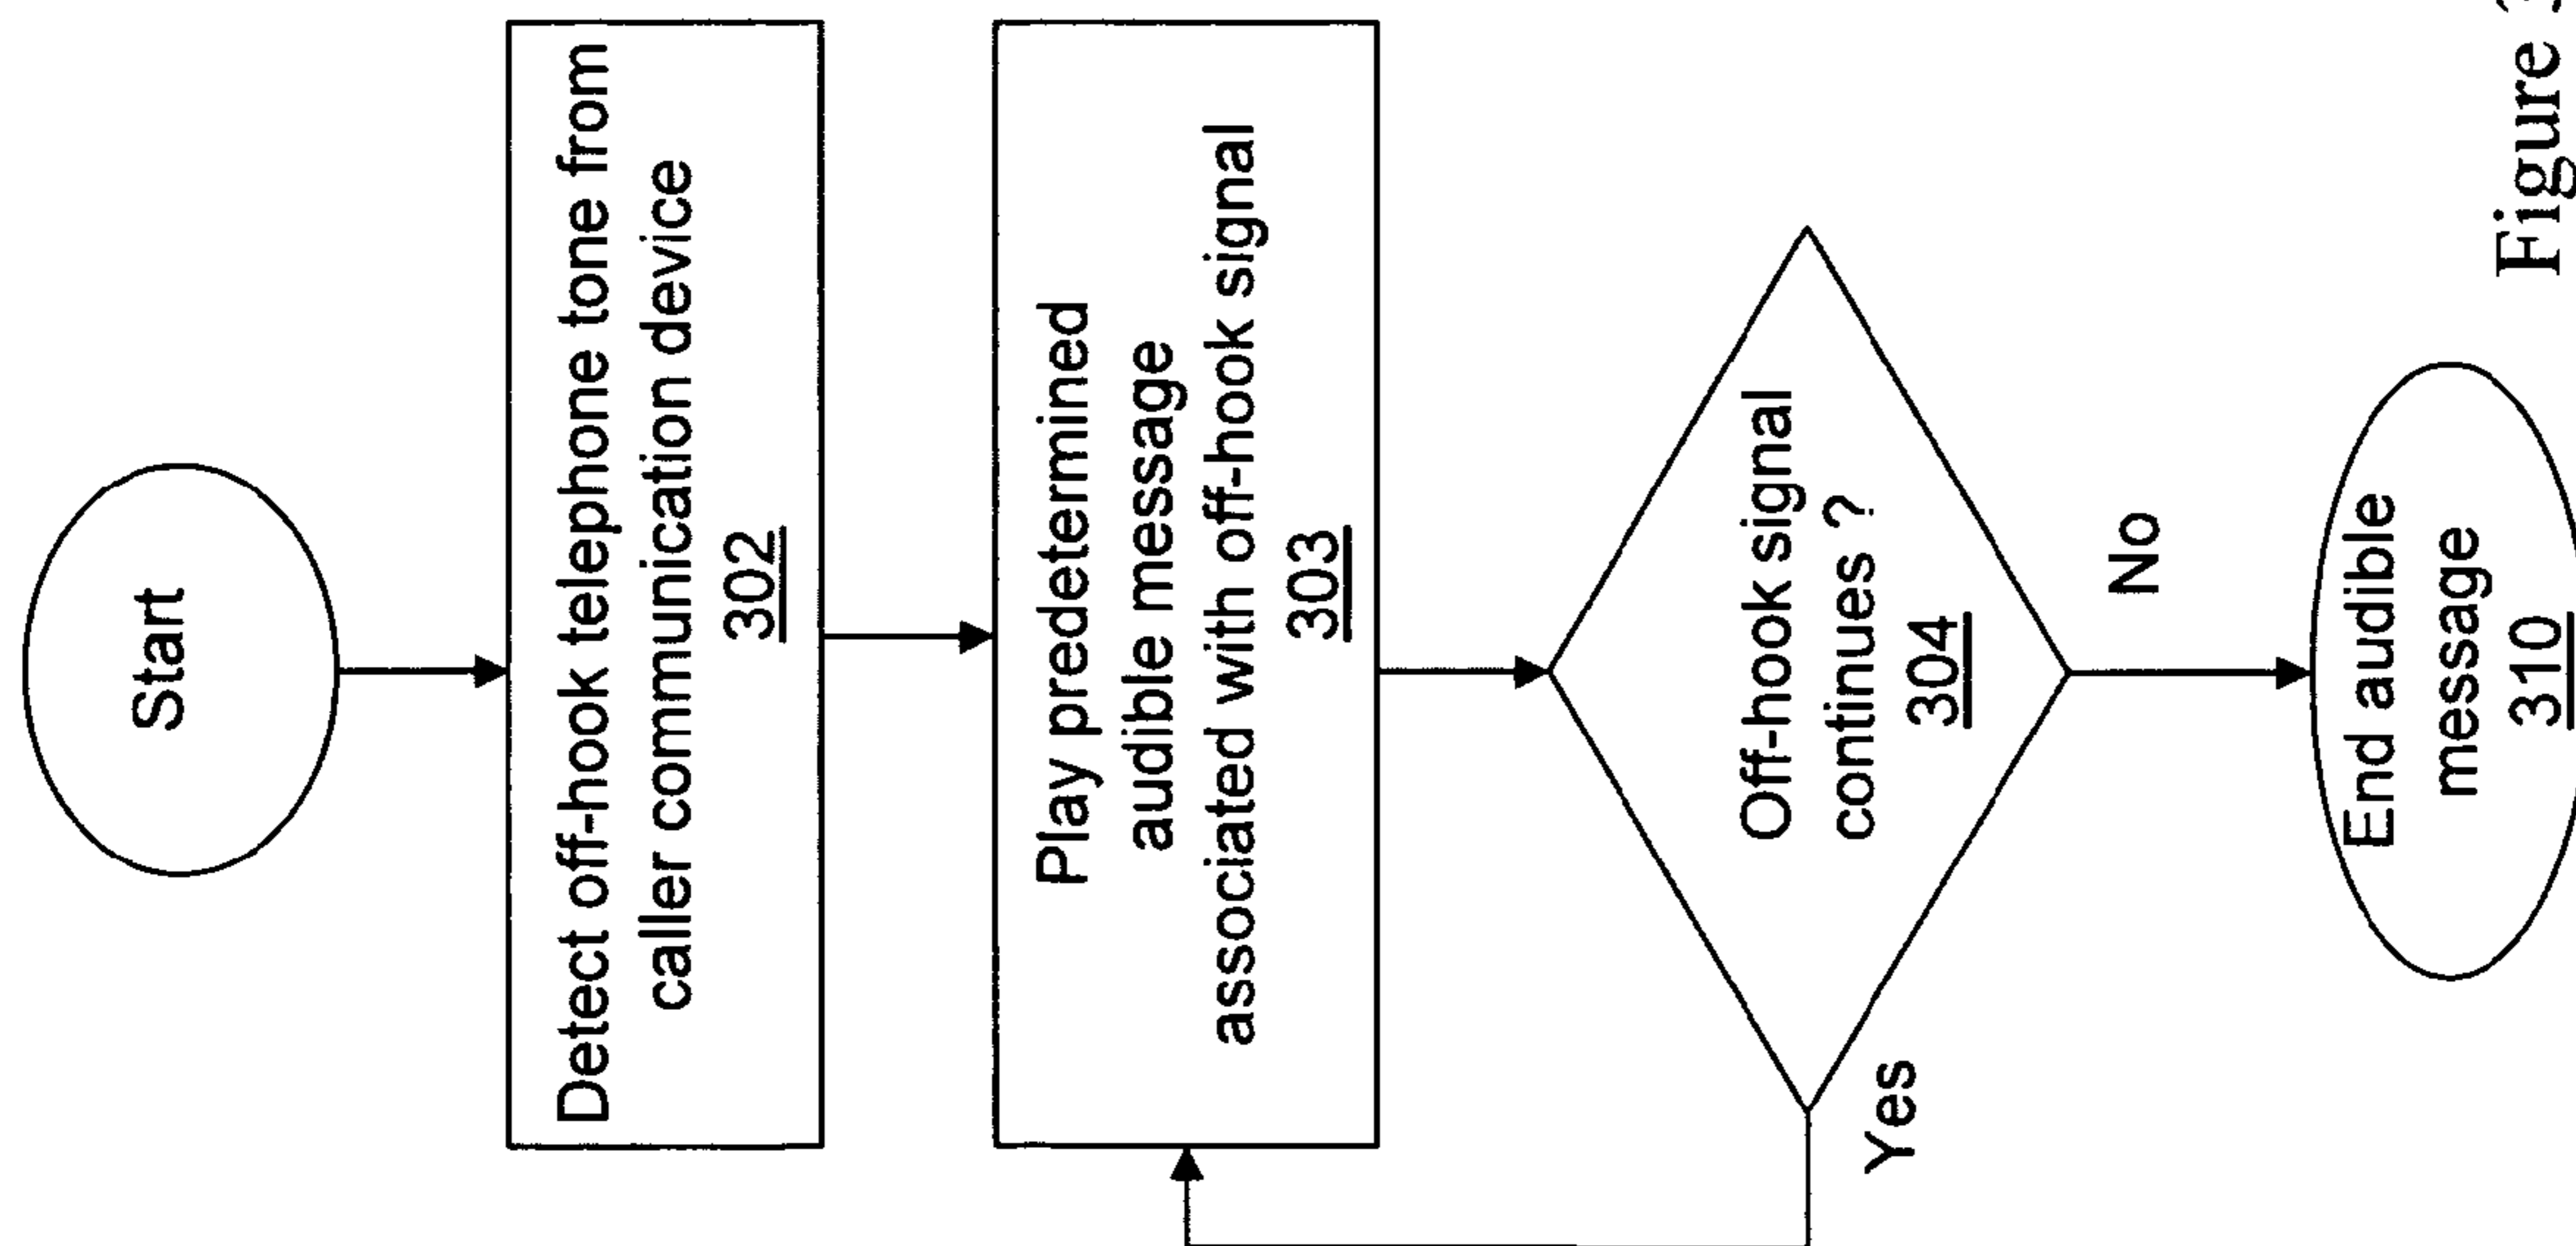 Start
Detect off-hook telephone tone from
caller communication device
302
Play predetermined
audible message
associated with off-hook signal
303
Off-hook signal
continues ?
304
Yes
No
End audible
message
310
Figure